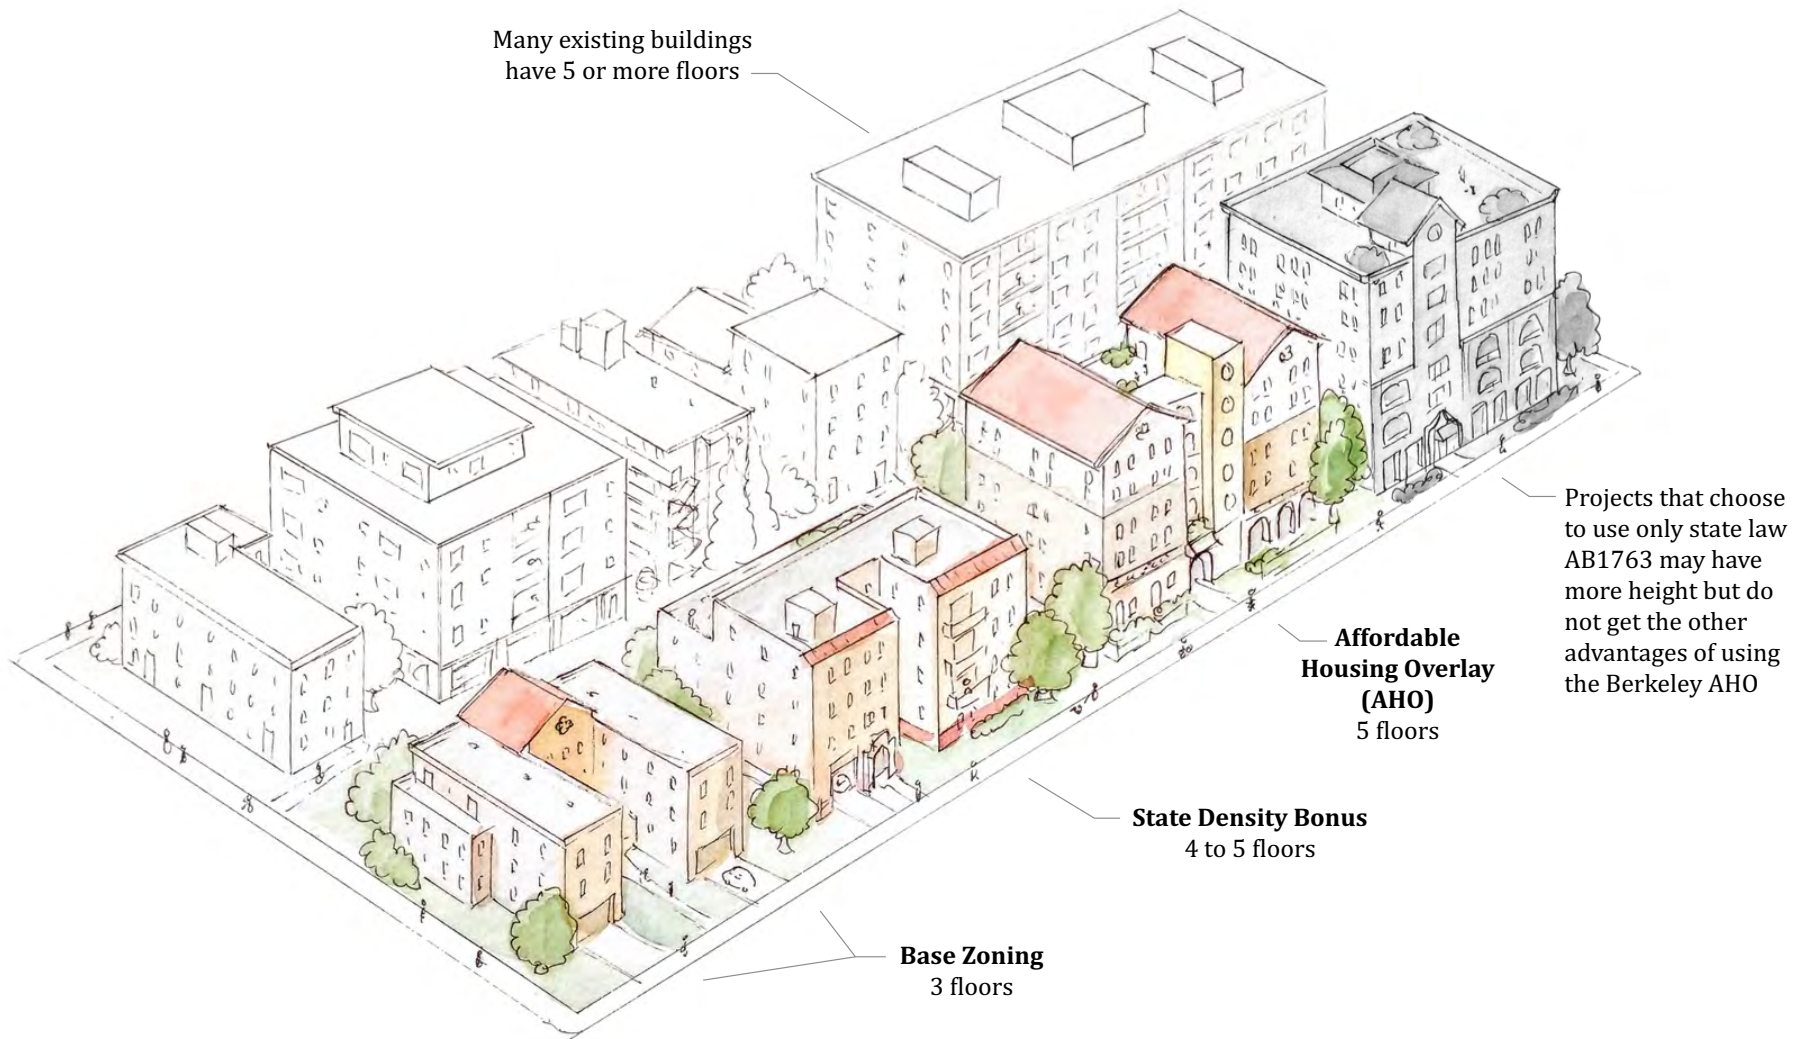 Many existing buildings
have 5 or more floors
Projects that choose
to use only state law
AB1763 may have
more height but do
not get the other
advantages of using
the Berkeley AHO
Affordable
Housing Overlay
(AHO)
5 floors
State Density Bonus
4 to 5 floors
Base Zoning
3 floors